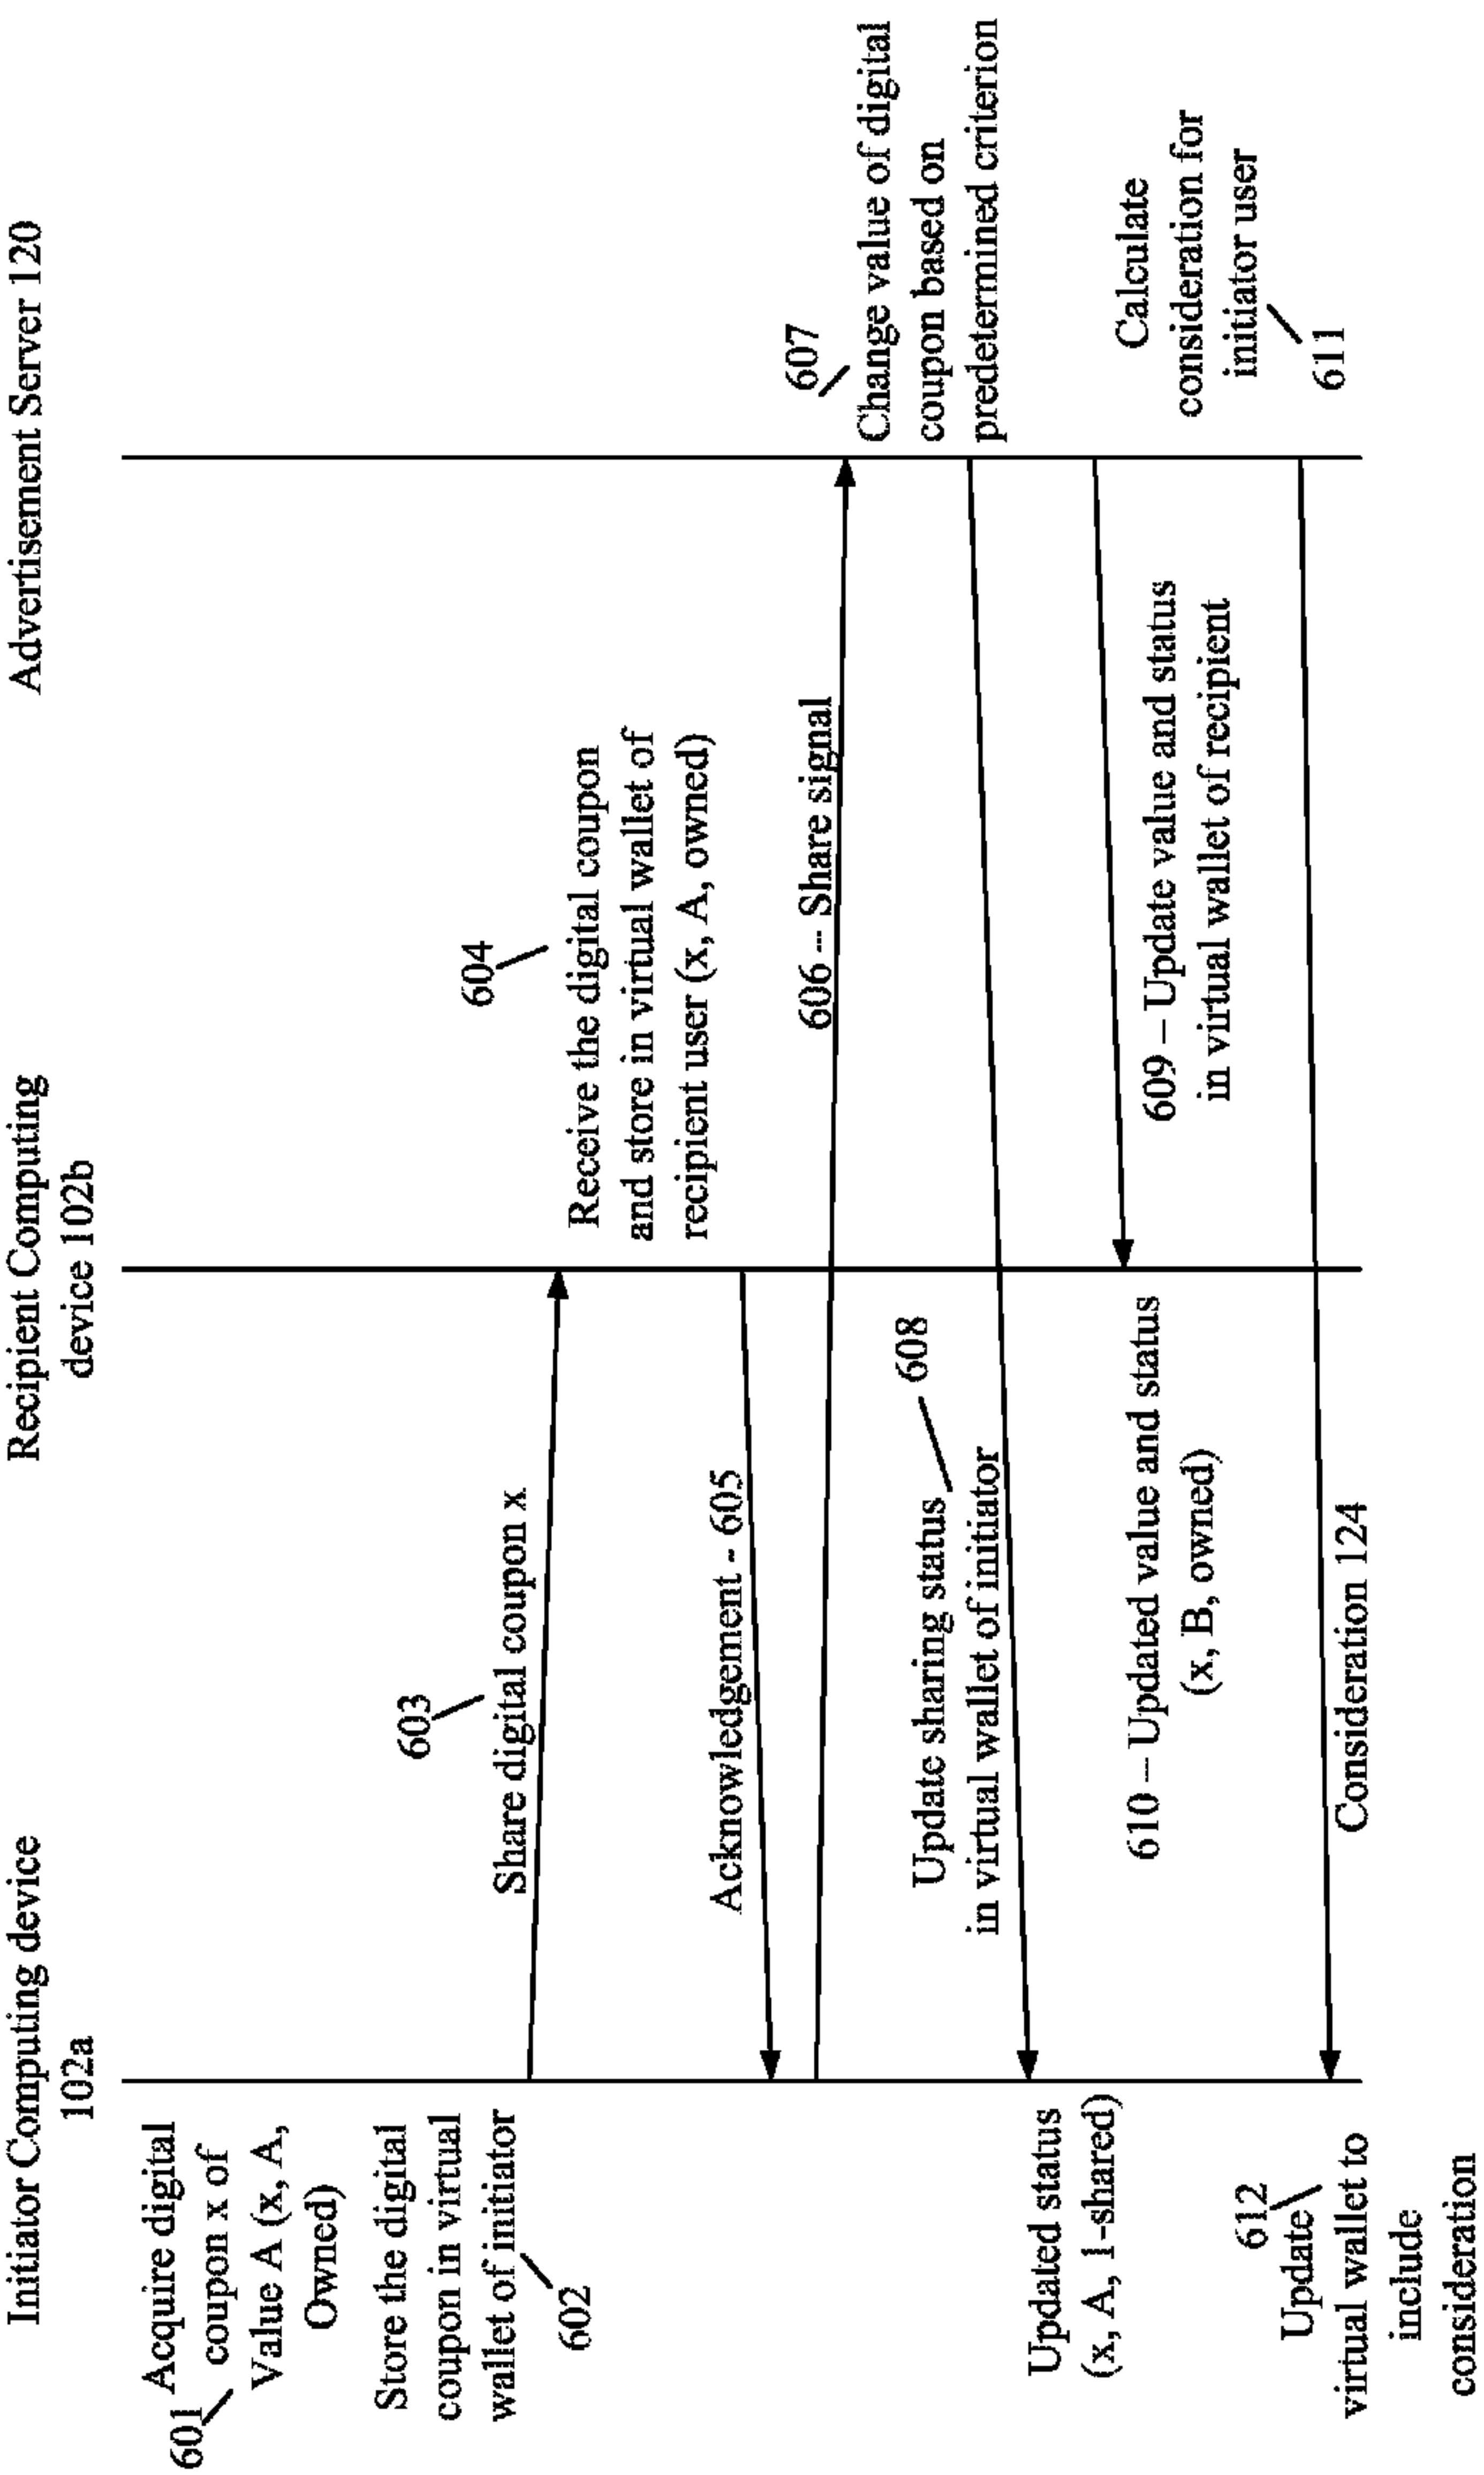 Initiator Computing device
102a
Recipient Computing
device 102b
Advertisement Server 120
601
Acquire digital
coupon x of
Value A (x, A,
Owned)
Store the digital
coupon in virtual
wallet of initiator
602
603
Share digital coupon x
604
Receive the digital coupon
and store in virtual wallet of
recipient user (x, A, owned)
Acknowledgement - 605
606 – Share signal
607
Change value of digital
coupon based on
predetermined criterion
608
Update sharing status
in virtual wallet of initiator
Updated status
(x, A, 1-shared)
609 – Update value and status
in virtual wallet of recipient
610 – Updated value and status
(x, B, owned)
Calculate
consideration for
initiator user
611
Consideration 124
612
Update
virtual wallet to
include
consideration